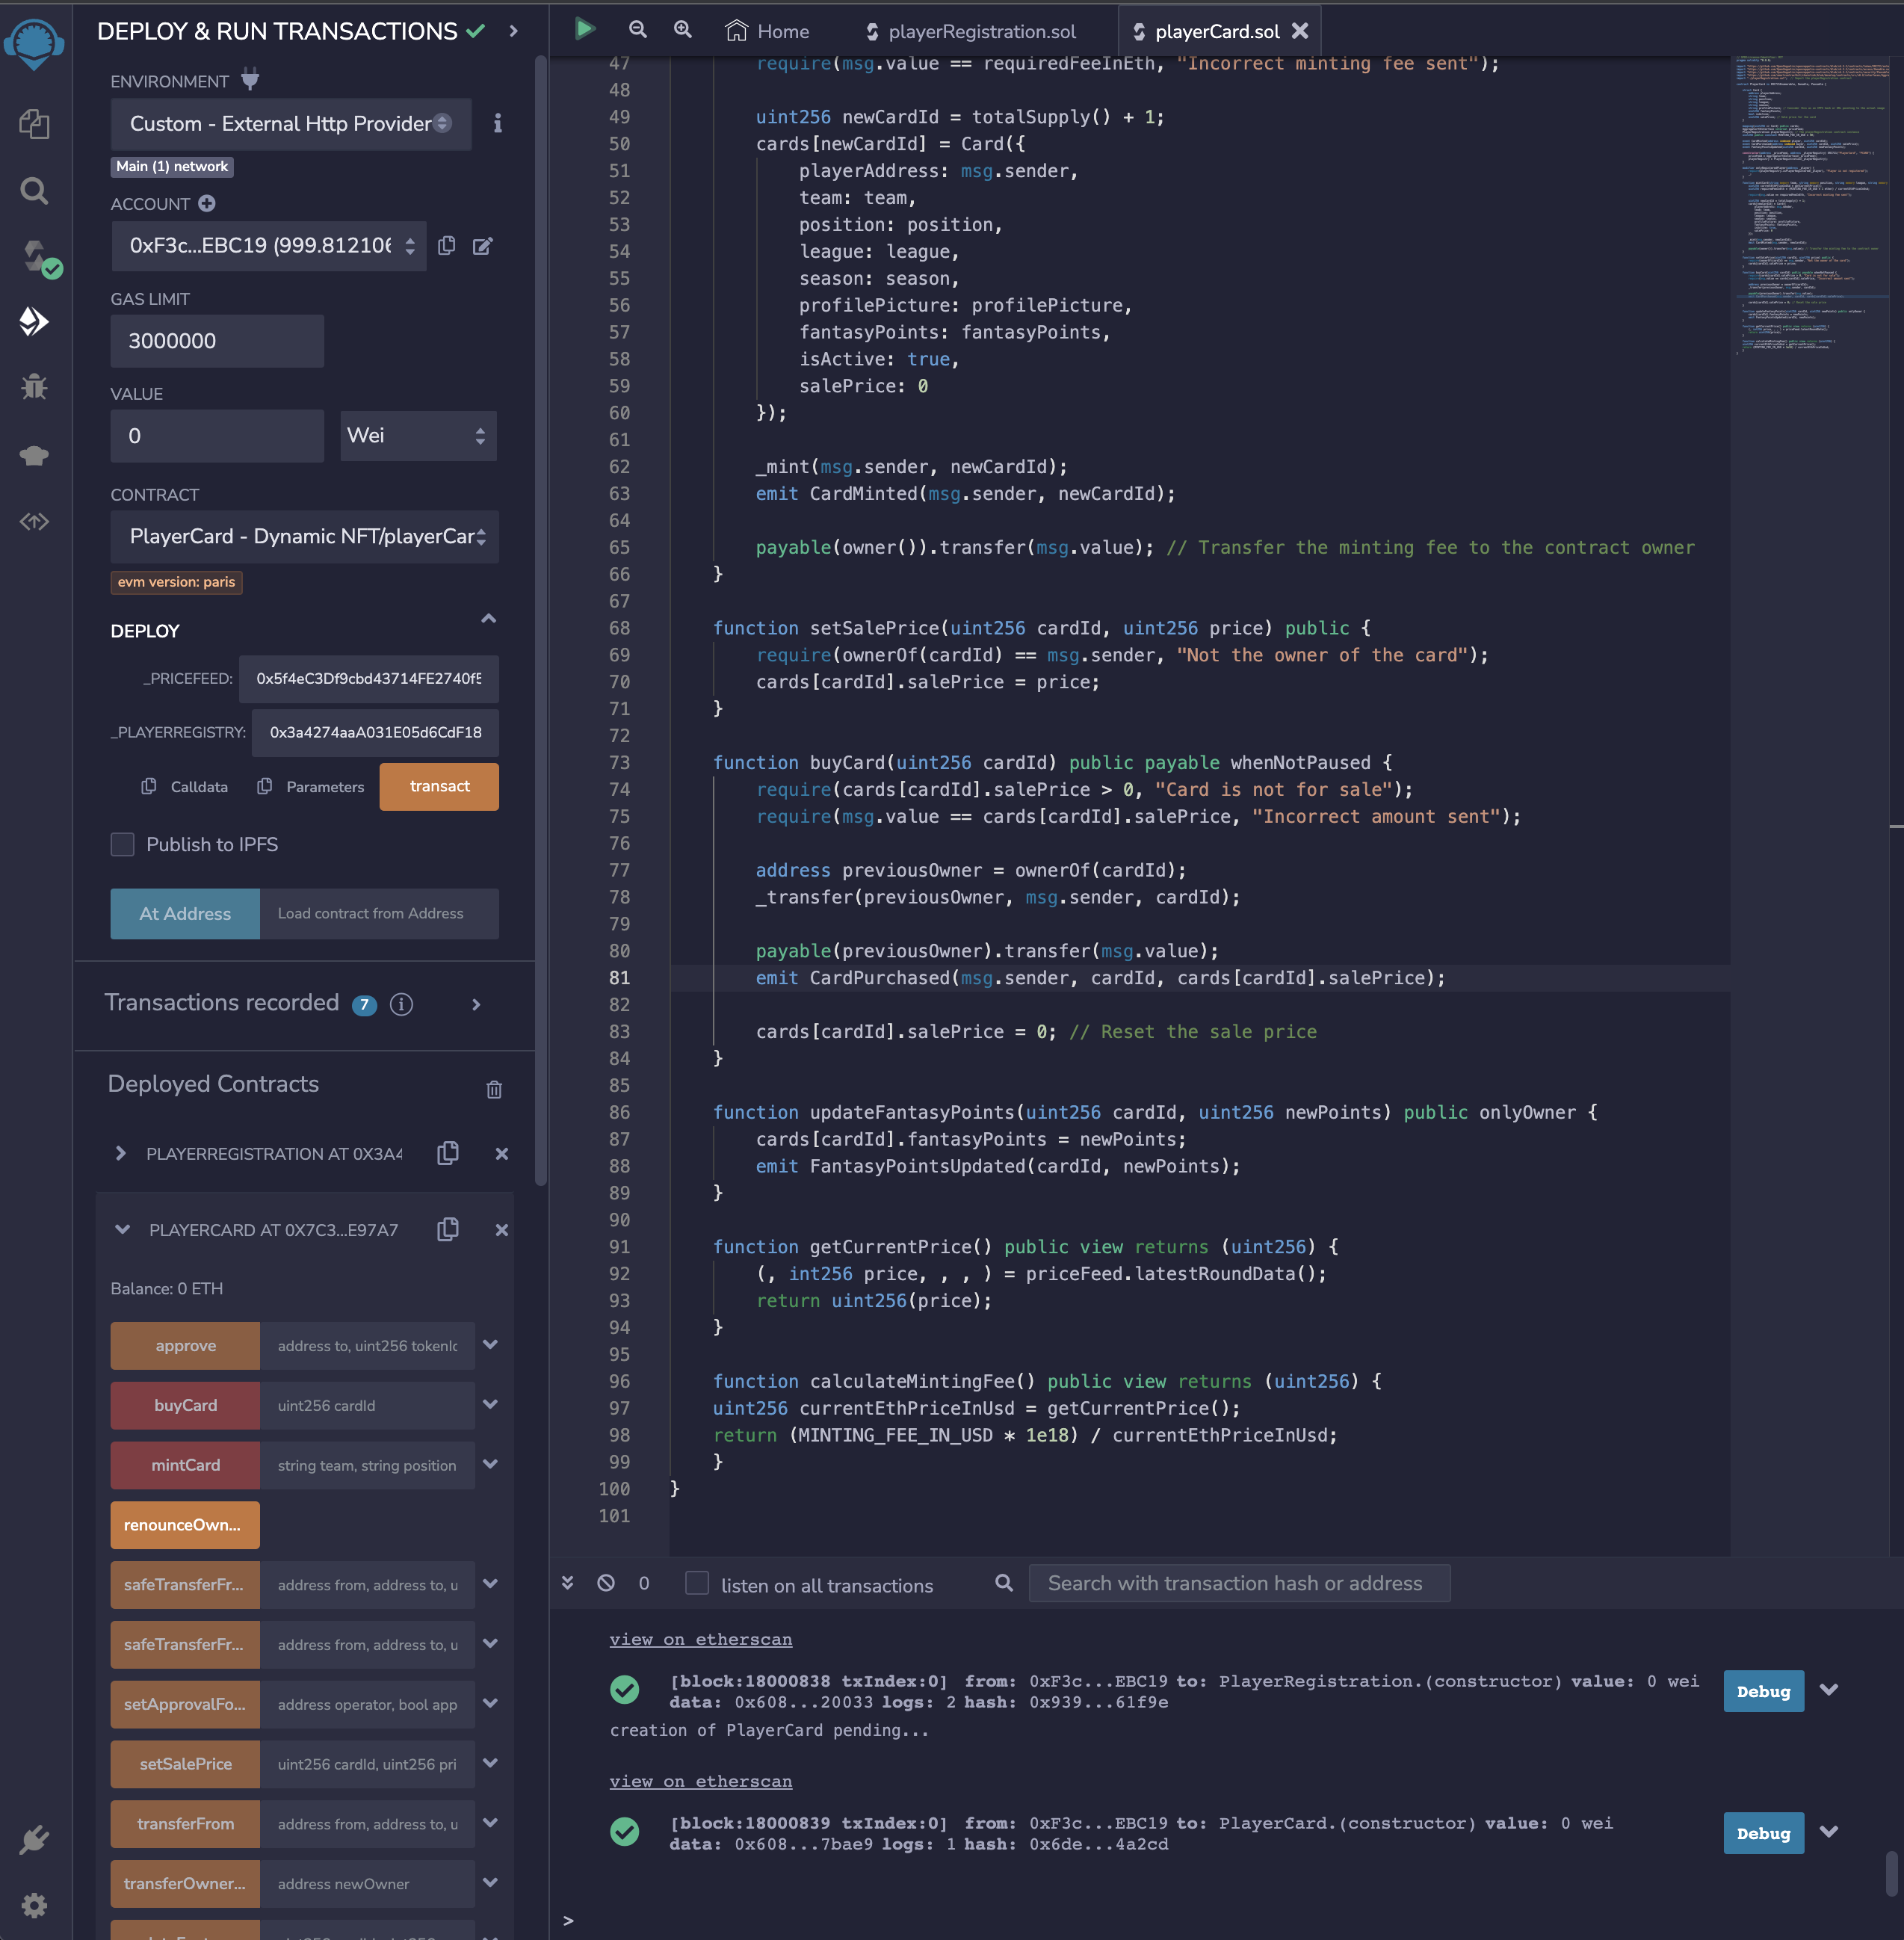 DEPLOY & RUN TRANSACTIONS
ENVIRONMENT
Custom - External Http Provider
Main (1) network
ACCOUNT
0xF3c...EBC19 (999.812106
GAS LIMIT
3000000
VALUE
0
Wei
CONTRACT
PlayerCard - Dynamic NFT/playerCar
evm version: paris
DEPLOY
_PRICEFEED:
0x5f4eC3Df9cbd43714FE2740f5
_PLAYERREGISTRY:
0x3a4274aaA031E05d6CdF18
Calldata
Parameters
transact
Publish to IPFS
At Address
Load contract from Address
Transactions recorded 7
Deployed Contracts
PLAYERREGISTRATION AT 0X3A4
PLAYERCARD AT 0X7C3...E97A7
Balance: 0 ETH
approve
address to, uint256 tokenId
buyCard
uint256 cardId
mintCard
string team, string position
renounceOwn...
safeTransferFr...
address from, address to, u
safeTransferFr...
address from, address to, u
setApprovalFo...
address operator, bool app
setSalePrice
uint256 cardId, uint256 pri
transferFrom
address from, address to, u
transferOwner...
address newOwner
Home
playerRegistration.sol
playerCard.sol
47 require(msg.value == requiredFeeInEth, "Incorrect minting fee sent");
48
49 uint256 newCardId = totalSupply() + 1;
50 cards[newCardId] = Card({
51 playerAddress: msg.sender,
52 team: team,
53 position: position,
54 league: league,
55 season: season,
56 profilePicture: profilePicture,
57 fantasyPoints: fantasyPoints,
58 isActive: true,
59 salePrice: 0
60 });
61
62 _mint(msg.sender, newCardId);
63 emit CardMinted(msg.sender, newCardId);
64
65 payable(owner()).transfer(msg.value); // Transfer the minting fee to the contract owner
66 }
67
68 function setSalePrice(uint256 cardId, uint256 price) public {
69 require(ownerOf(cardId) == msg.sender, "Not the owner of the card");
70 cards[cardId].salePrice = price;
71 }
72
73 function buyCard(uint256 cardId) public payable whenNotPaused {
74 require(cards[cardId].salePrice > 0, "Card is not for sale");
75 require(msg.value == cards[cardId].salePrice, "Incorrect amount sent");
76
77 address previousOwner = ownerOf(cardId);
78 _transfer(previousOwner, msg.sender, cardId);
79
80 payable(previousOwner).transfer(msg.value);
81 emit CardPurchased(msg.sender, cardId, cards[cardId].salePrice);
82
83 cards[cardId].salePrice = 0; // Reset the sale price
84 }
85
86 function updateFantasyPoints(uint256 cardId, uint256 newPoints) public onlyOwner {
87 cards[cardId].fantasyPoints = newPoints;
88 emit FantasyPointsUpdated(cardId, newPoints);
89 }
90
91 function getCurrentPrice() public view returns (uint256) {
92 (, int256 price, , , ) = priceFeed.latestRoundData();
93 return uint256(price);
94 }
95
96 function calculateMintingFee() public view returns (uint256) {
97 uint256 currentEthPriceInUsd = getCurrentPrice();
98 return (MINTING_FEE_IN_USD * 1e18) / currentEthPriceInUsd;
99 }
100 }
101
0
listen on all transactions
Search with transaction hash or address
view on etherscan
[block:18000838 txIndex:0] from: 0xF3c...EBC19 to: PlayerRegistration.(constructor) value: 0 wei
data: 0x608...20033 logs: 2 hash: 0x939...61f9e
Debug
creation of PlayerCard pending...
view on etherscan
[block:18000839 txIndex:0] from: 0xF3c...EBC19 to: PlayerCard.(constructor) value: 0 wei
data: 0x608...7bae9 logs: 1 hash: 0x6de...4a2cd
Debug
>